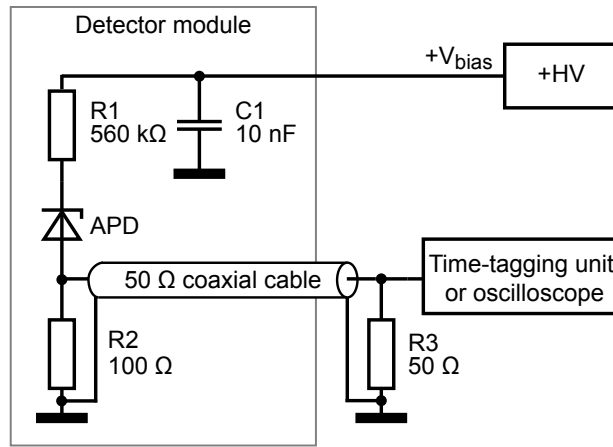 Detector module
+V bias
+HV
R1
560 kΩ
C1
10 nF
APD
50 Ω coaxial cable
Time-tagging unit
or oscilloscope
R2
100 Ω
R3
50 Ω